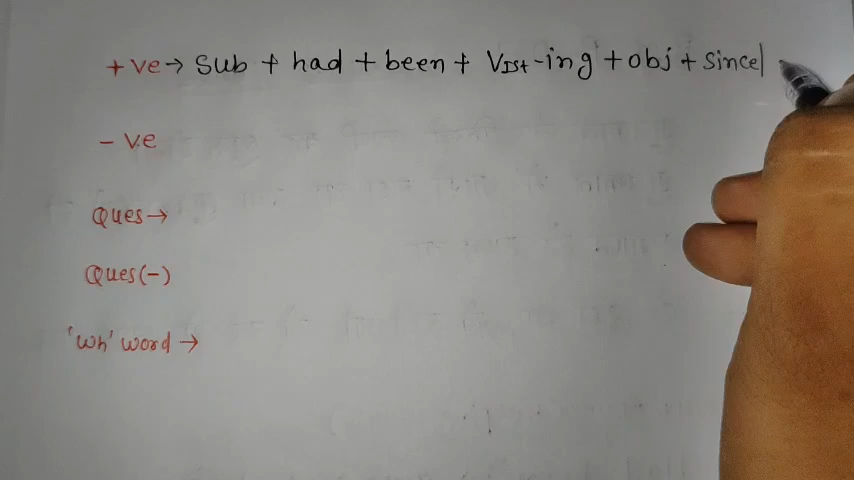 +ve → Sub + had + been + VIst-ing + obj + since/
- ve
Ques →
Ques(-)
'Wh' word →